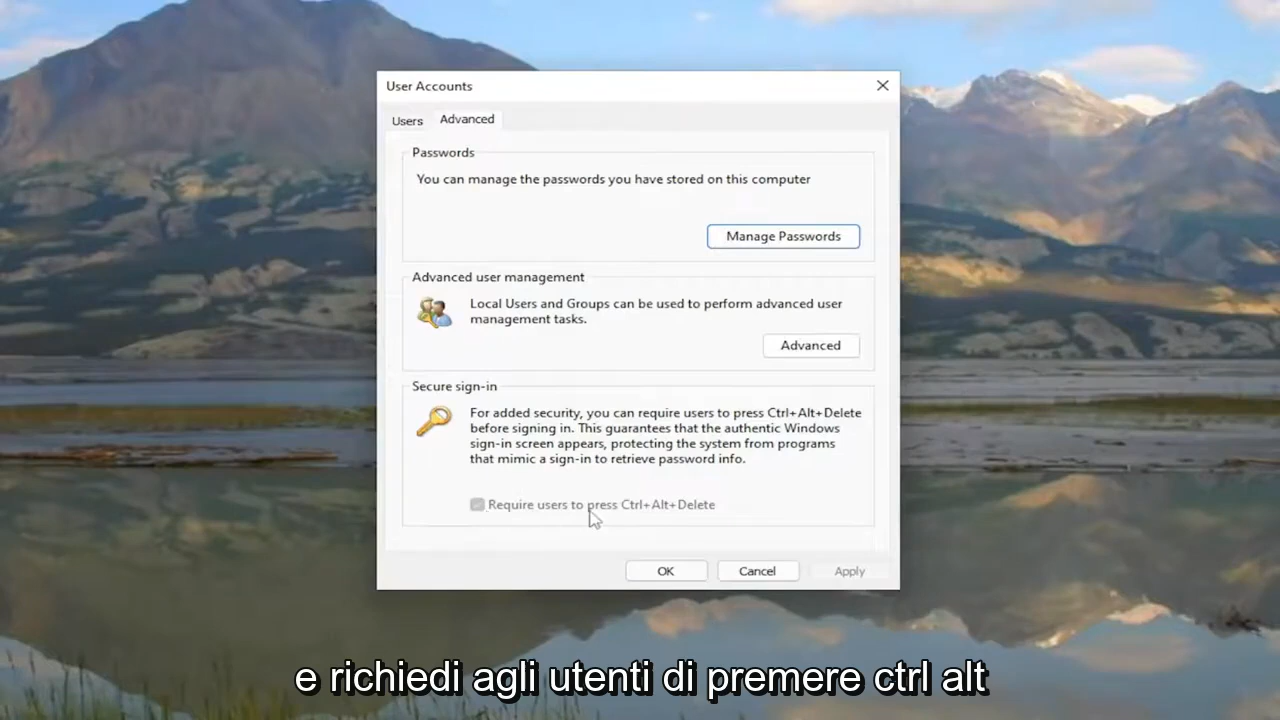 User Accounts
Users
Advanced
Passwords
You can manage the passwords you have stored on this computer
Manage Passwords
Advanced user management
Local Users and Groups can be used to perform advanced user
management tasks.
Advanced
Secure sign-in
For added security, you can require users to press Ctrl+Alt+Delete
before signing in. This guarantees that the authentic Windows
sign-in screen appears, protecting the system from programs
that mimic a sign-in to retrieve password info.
Require users to press Ctrl+Alt+Delete
OK
Cancel
Apply
e richiedi agli utenti di premere ctrl alt